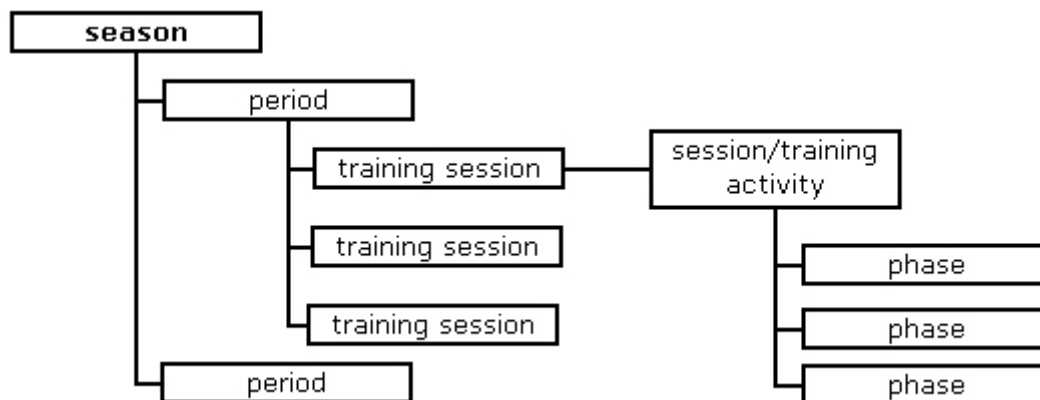 season
period
training session
session/training
activity
training session
phase
training session
phase
period
phase